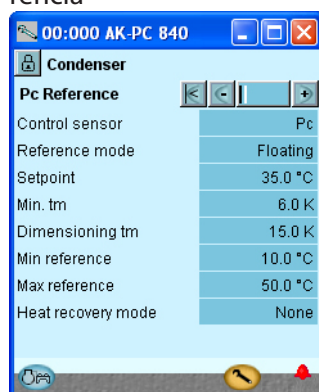 rencia
00:000 AK-PC 840
Condenser
Pc Reference
Control sensor Pc
Reference mode Floating
Setpoint 35.0 °C
Min. tm 6.0 K
Dimensioning tm 15.0 K
Min reference 10.0 °C
Max reference 50.0 °C
Heat recovery mode None